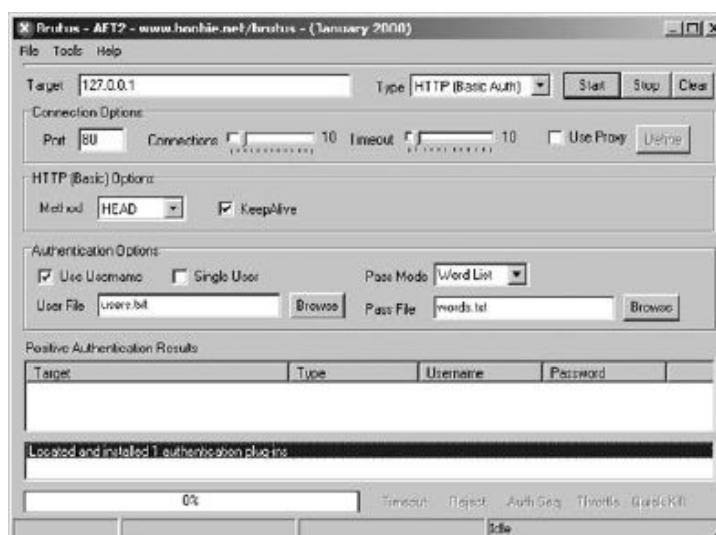 Brutus - AET2 - www.hoobie.net/brutus - (January 2000)
File Tools Help
Target 127.0.0.1 Type HTTP (Basic Auth) Start Stop Clear
Connection Options
Port 80 Connections 10 Timeout 10 Use Proxy Define
HTTP (Basic) Options
Method HEAD KeepAlive
Authentication Options
Use Username Single User Pass Mode Word List
User File users.txt Browse Pass File words.txt Browse
Positive Authentication Results
Target Type Username Password
Located and installed 1 authentication plug-ins
0% Timeout Reject Auth Seq Throttle Quick Kill
Idle